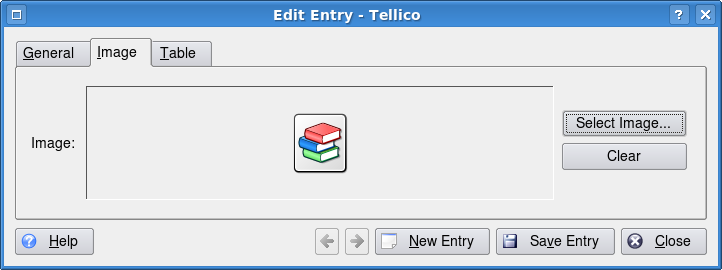 Edit Entry - Tellico
?
General Image Table
Image:
Select Image...
Clear
? Help New Entry Save Entry Close